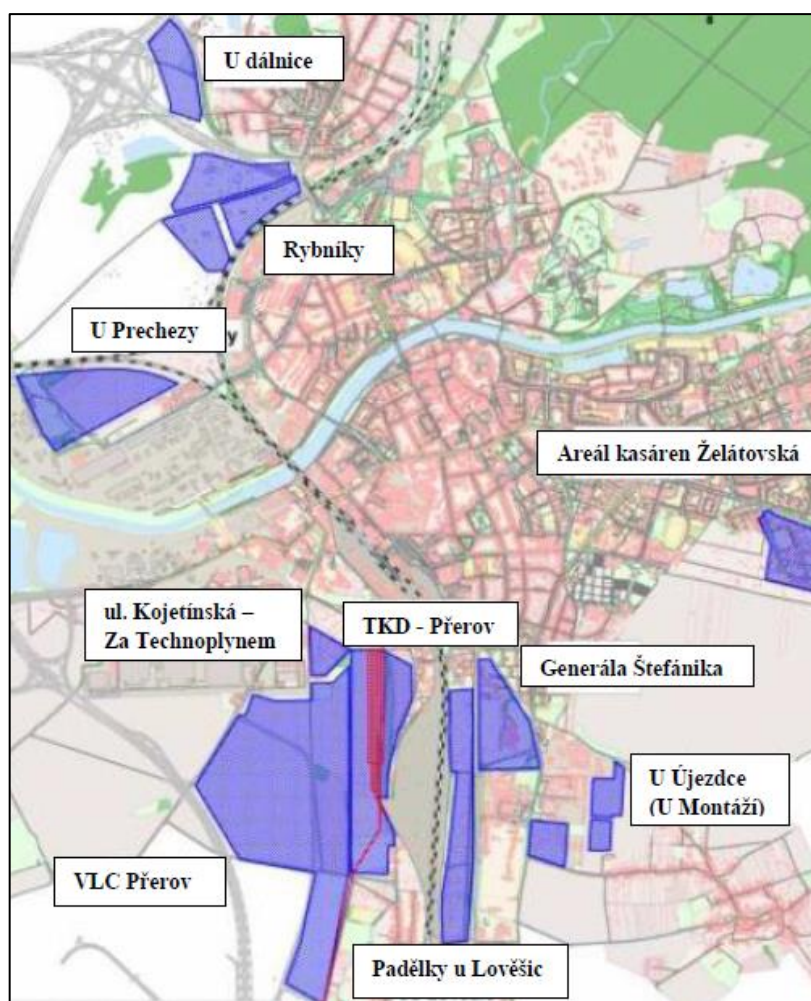 U dálnice
Rybníky
U Prechezy
y
Areál kasáren Želátovská
ul. Kojetínská –
Za Technoplynem
TKD - Přerov
Generála Štefánika
U Újezdce
(U Montáží)
VLC Přerov
Padělky u Lověšic